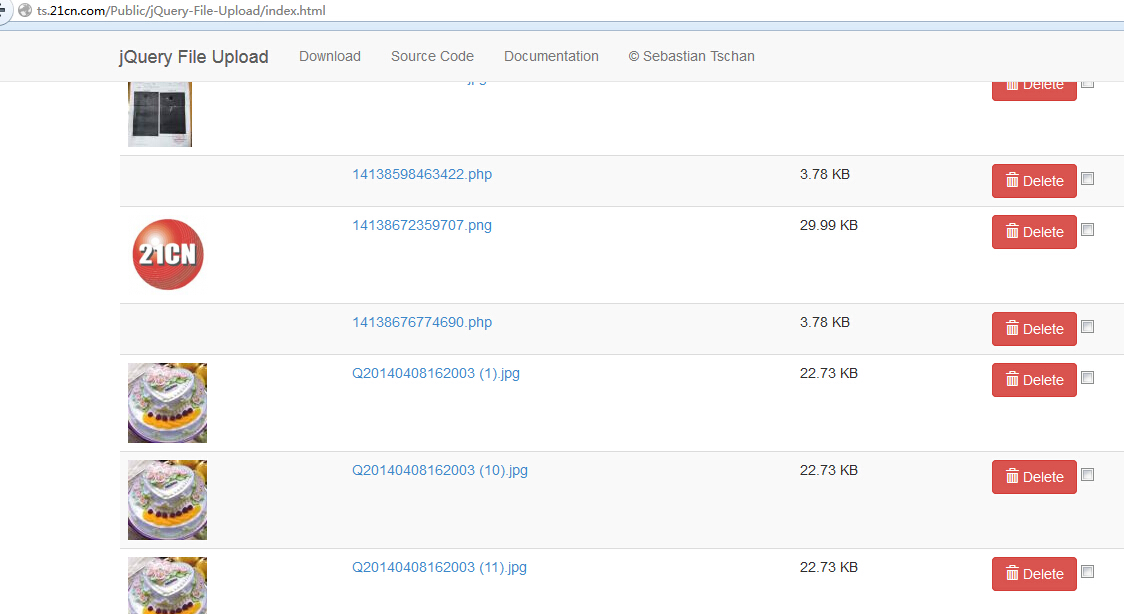 ts.21cn.com/Public/jQuery-File-Upload/index.html
jQuery File Upload Download Source Code Documentation © Sebastian Tschan
Delete
14138598463422.php 3.78 KB Delete
14138672359707.png 29.99 KB Delete
21CN
14138676774690.php 3.78 KB Delete
Q20140408162003 (1).jpg 22.73 KB Delete
Q20140408162003 (10).jpg 22.73 KB Delete
Q20140408162003 (11).jpg 22.73 KB Delete